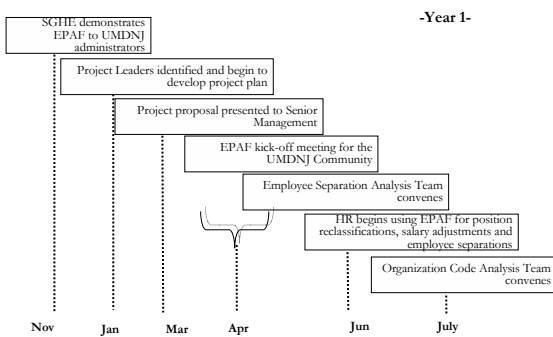 -Year 1-
SGHE demonstrates
EPAF to UMDNJ
administrators
Project Leaders identified and begin to
develop project plan
Project proposal presented to Senior
Management
EPAF kick-off meeting for the
UMDNJ Community
Employee Separation Analysis Team
convenes
HR begins using EPAF for position
reclassifications, salary adjustments and
employee separations
Organization Code Analysis Team
convenes
Nov Jan Mar Apr Jun July